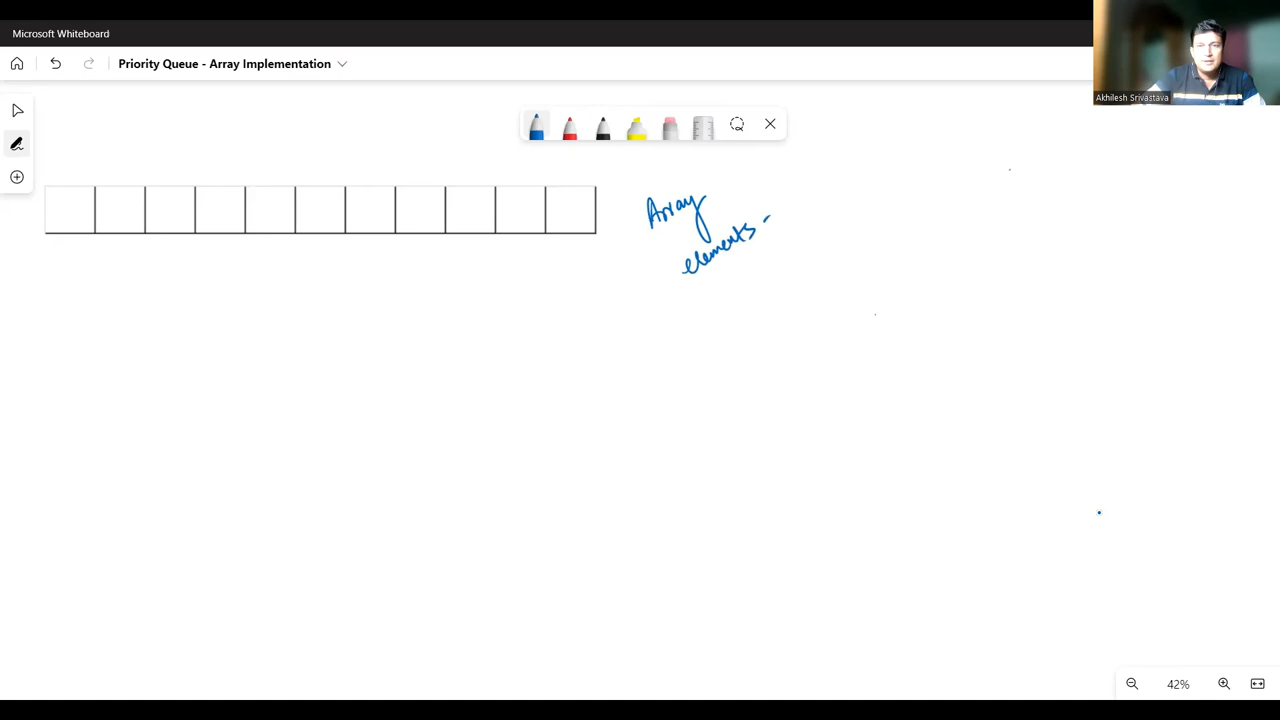 Microsoft Whiteboard
Priority Queue - Array Implementation
Akhilesh Srivastava
Array
elements -
42%